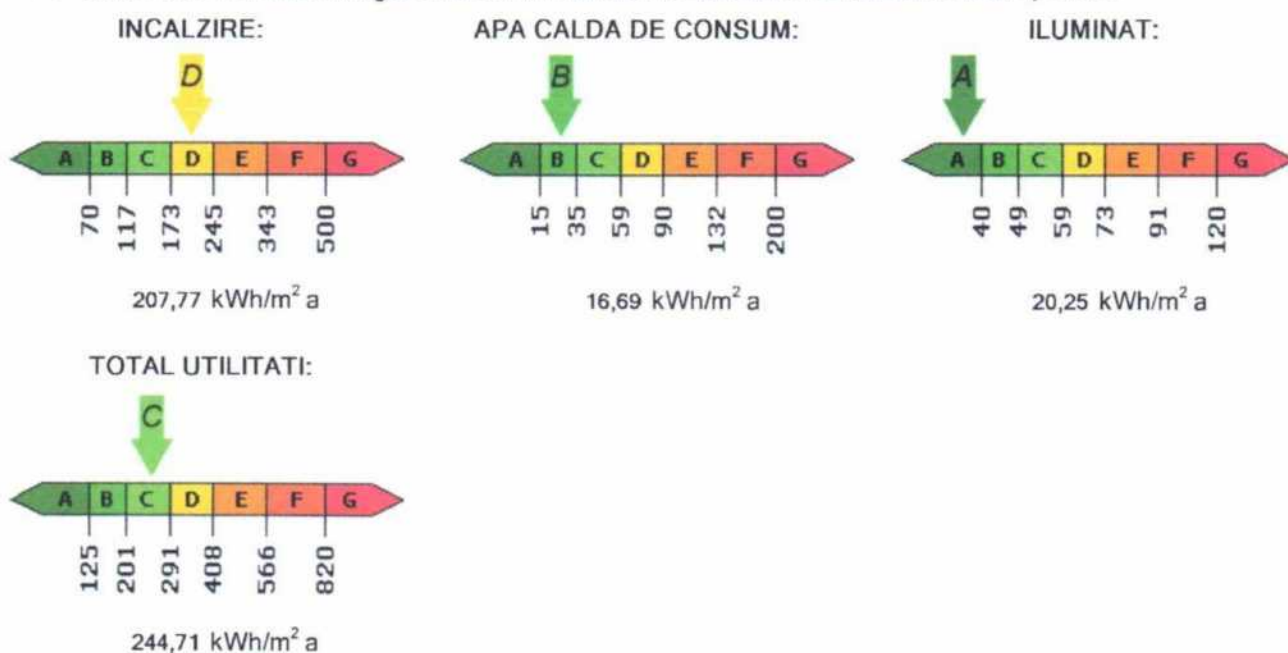 INCALZIRE: APA CALDA DE CONSUM: ILUMINAT:
D B A
A B C D E F G A B C D E F G A B C D E F G
70 117 173 245 343 500 15 35 59 90 132 200 40 49 59 73 91 120
207,77 kWh/m² a 16,69 kWh/m² a 20,25 kWh/m² a
TOTAL UTILITATI:
C
A B C D E F G
125 201 291 408 566 820
244,71 kWh/m² a